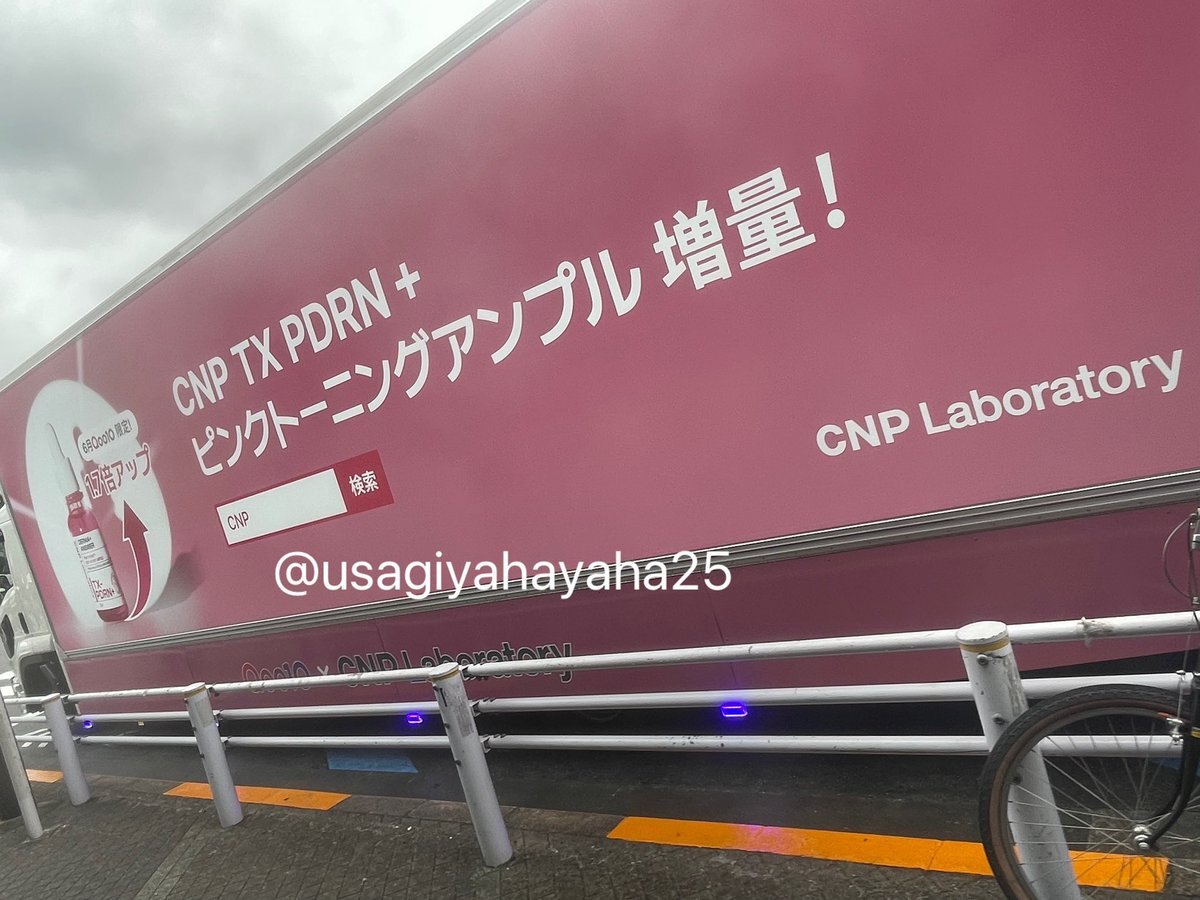 CNP TX PDRN +
ピンクトーニングアンプル 増量!
CNP
検索
6月Qoo10 限定!
1.7倍アップ
DERMA+
ANSWER
TX-
PDRN+
CNP Laboratory
@usagiyahayaha25
Qoo10 × CNP Laboratory